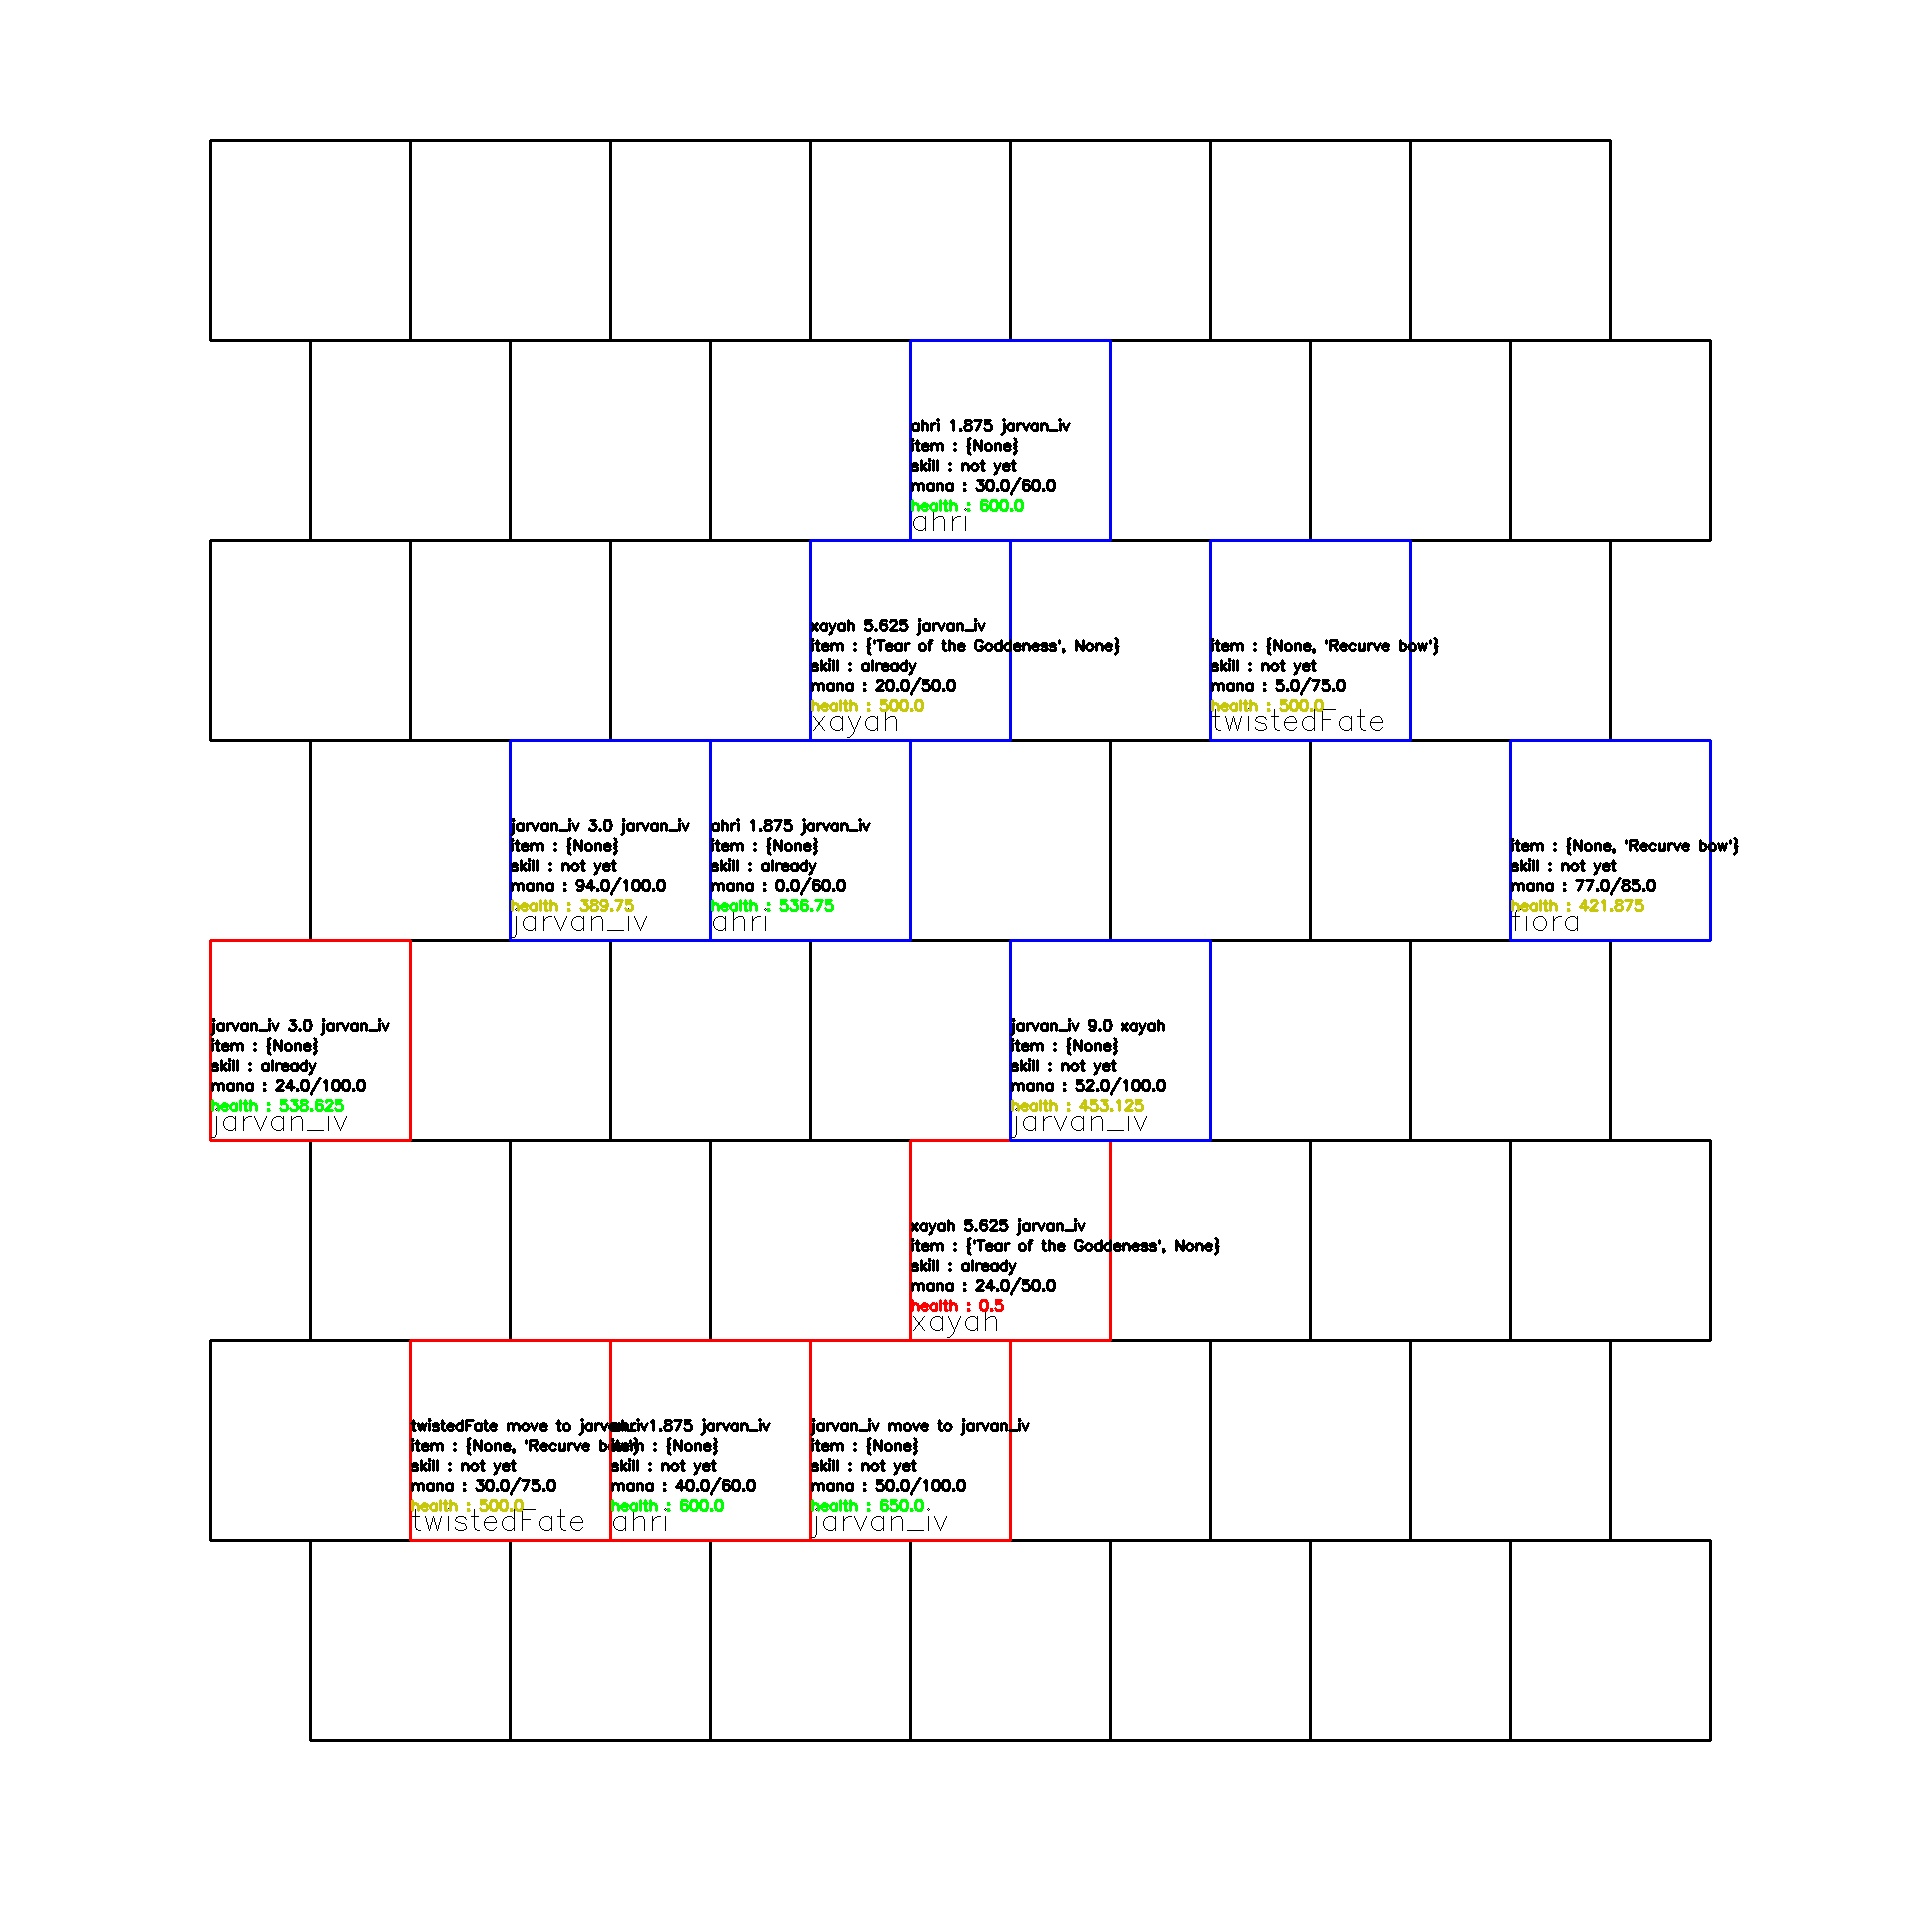 ahri 1.875 jarvan_iv
item : {None}
skill : not yet
mana : 30.0/60.0
health : 600.0
ahri
xayah 5.625 jarvan_iv
item : {'Tear of the Goddeness', None}
skill : already
mana : 20.0/50.0
health : 500.0
xayah
item : {None, 'Recurve bow'}
skill : not yet
mana : 5.0/75.0
health : 500.0
twistedFate
jarvan_iv 3.0 jarvan_iv
item : {None}
skill : not yet
mana : 94.0/100.0
health : 389.75
jarvan_iv
ahri 1.875 jarvan_iv
item : {None}
skill : already
mana : 0.0/60.0
health : 536.75
ahri
item : {None, 'Recurve bow'}
skill : not yet
mana : 77.0/85.0
health : 421.875
fiora
jarvan_iv 3.0 jarvan_iv
item : {None}
skill : already
mana : 24.0/100.0
health : 538.625
jarvan_iv
jarvan_iv 9.0 xayah
item : {None}
skill : not yet
mana : 52.0/100.0
health : 453.125
jarvan_iv
xayah 5.625 jarvan_iv
item : {'Tear of the Goddeness', None}
skill : already
mana : 24.0/50.0
health : 0.5
xayah
twistedFate move to jarvan_iv
item : {None, 'Recurve bow'}
skill : not yet
mana : 30.0/75.0
health : 500.0
twistedFate
ahri 1.875 jarvan_iv
item : {None}
skill : not yet
mana : 40.0/60.0
health : 600.0
ahri
jarvan_iv move to jarvan_iv
item : {None}
skill : not yet
mana : 50.0/100.0
health : 650.0
jarvan_iv